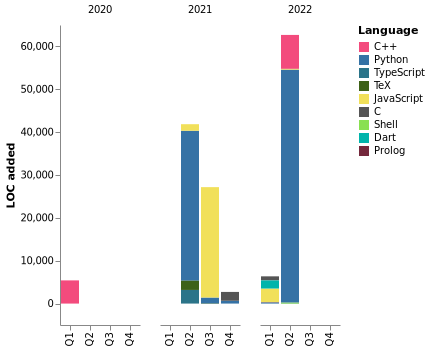 2020 2021 2022
Language
C++
Python
TypeScript
TeX
JavaScript
C
Shell
Dart
Prolog
LOC added
60,000
50,000
40,000
30,000
20,000
10,000
0
Q1 Q2 Q3 Q4 Q1 Q2 Q3 Q4 Q1 Q2 Q3 Q4